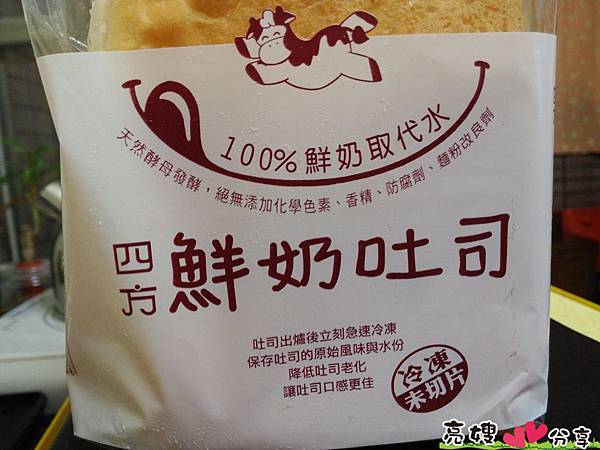 100%鮮奶取代水
天然酵母發酵，絕無添加化學色素、香精、防腐劑、麵粉改良劑
四方
鮮奶吐司
吐司出爐後立刻急速冷凍
保存吐司的原始風味與水份
降低吐司老化
讓吐司口感更佳
冷凍
未切片
亮嫂 分享